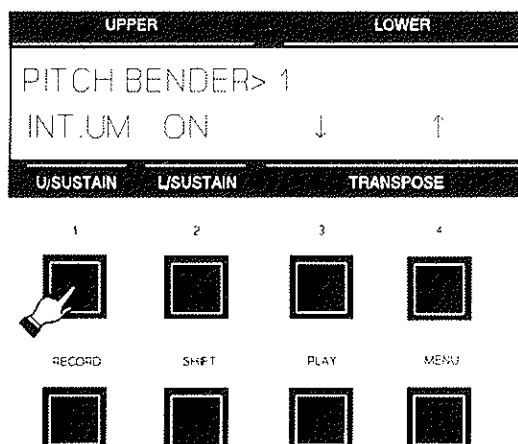 UPPER LOWER
PITCH BENDER> 1
INT.UM ON ↓ ↑
U/SUSTAIN L/SUSTAIN TRANSPOSE
1 2 3 4
RECORD SHIFT PLAY MENU